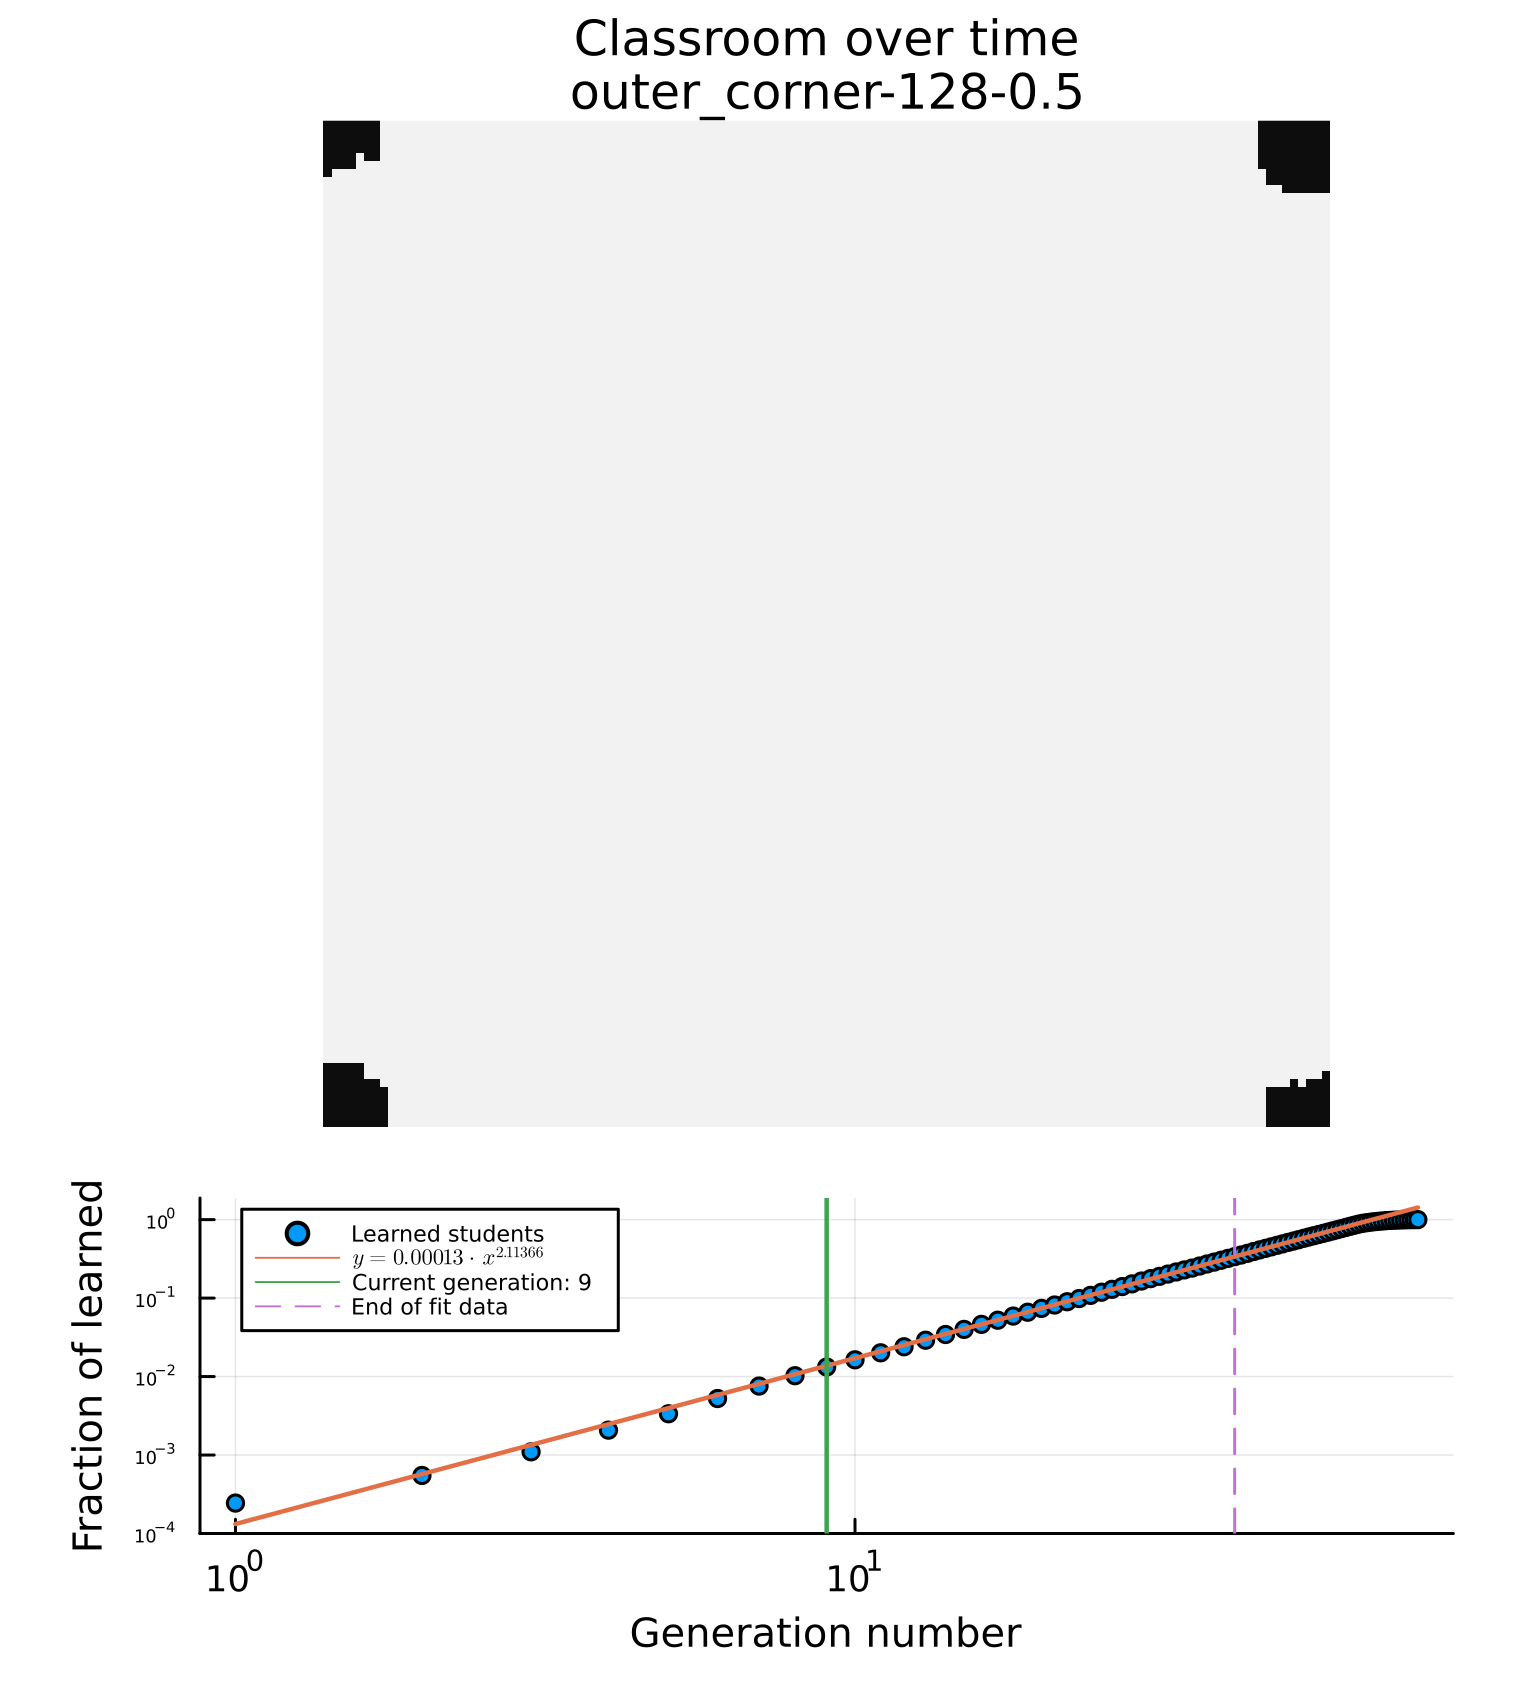 Classroom over time
outer_corner-128-0.5
Fraction of learned
10^0
10^-1
10^-2
10^-3
10^-4
Learned students
y = 0.00013 · x^2.11366
Current generation: 9
End of fit data
10^0
10^1
Generation number